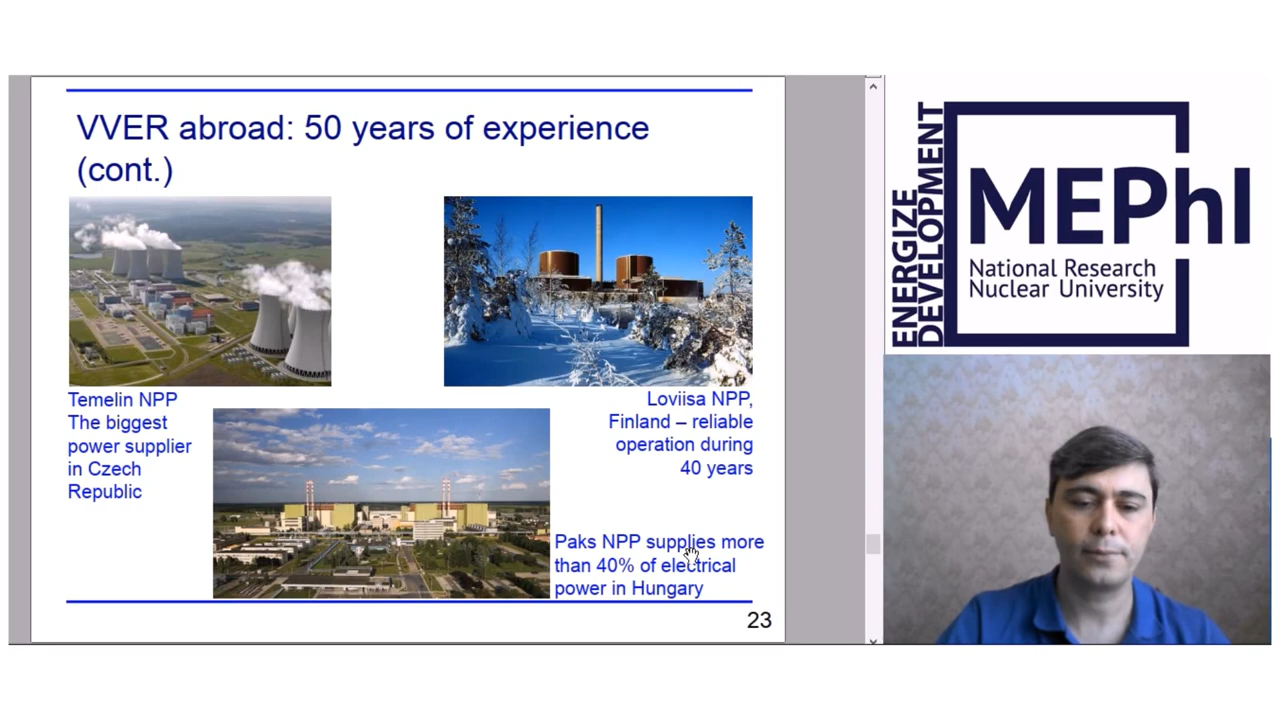 VVER abroad: 50 years of experience
(cont.)
Temelin NPP
The biggest
power supplier
in Czech
Republic
Loviisa NPP,
Finland – reliable
operation during
40 years
Paks NPP supplies more
than 40% of electrical
power in Hungary
23
ENERGIZE
DEVELOPMENT
MEPhI
National Research
Nuclear University